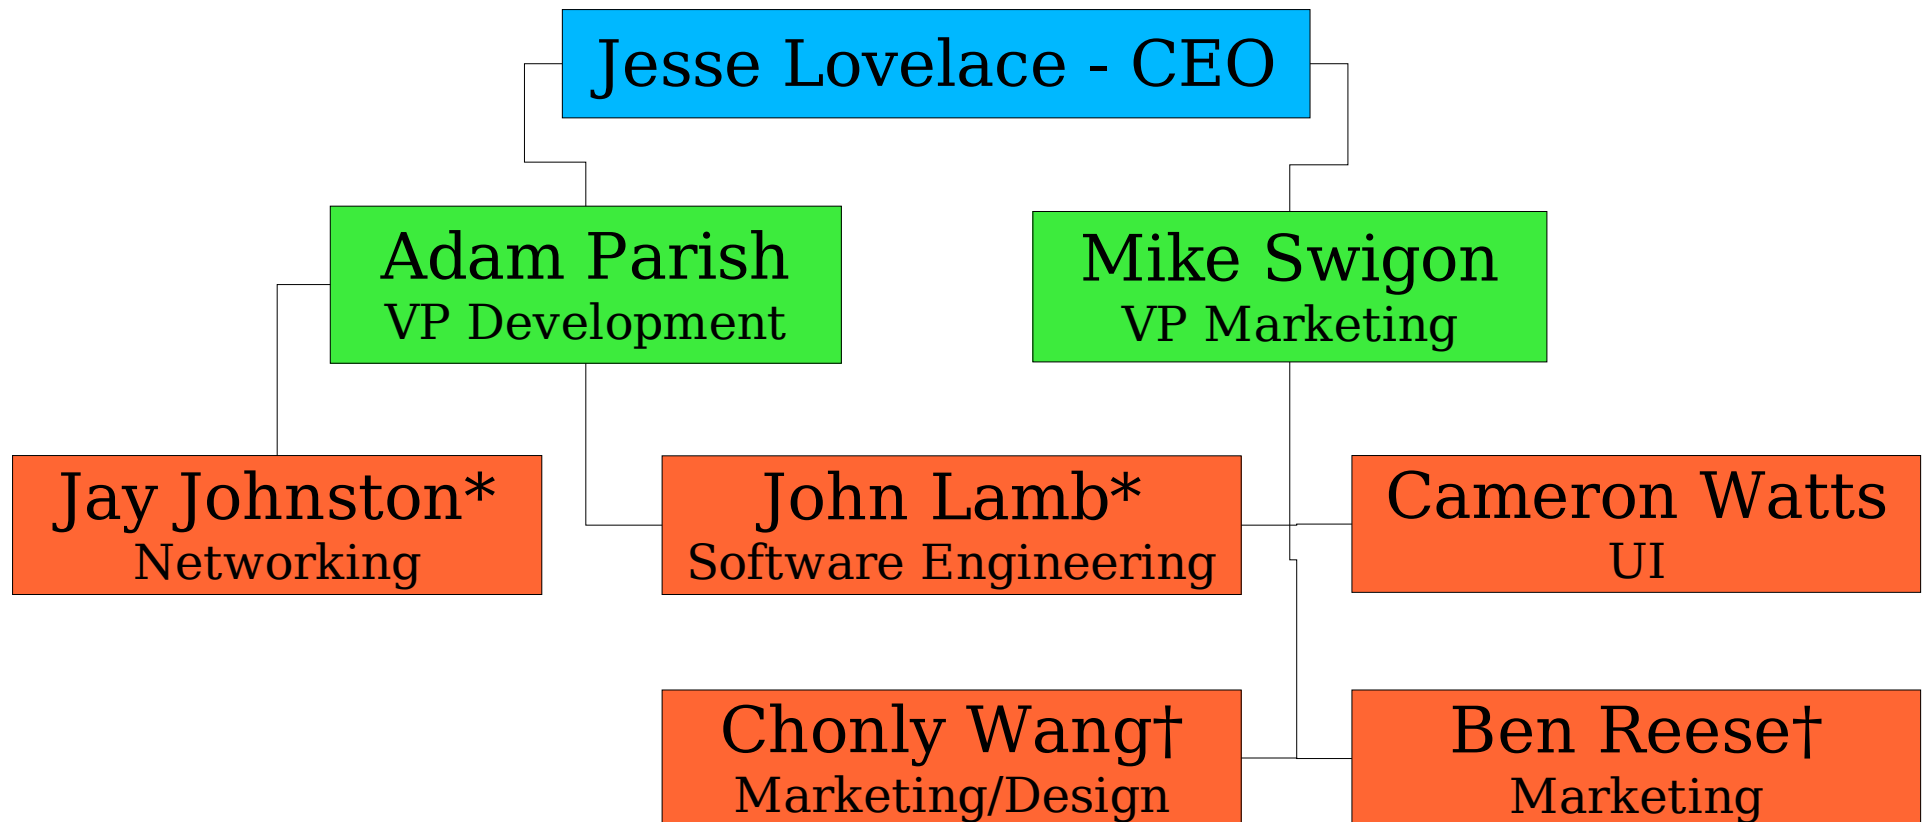 Jesse Lovelace - CEO
Adam Parish
VP Development
Mike Swigon
VP Marketing
Jay Johnston*
Networking
John Lamb*
Software Engineering
Cameron Watts
UI
Chonly Wang†
Marketing/Design
Ben Reese†
Marketing